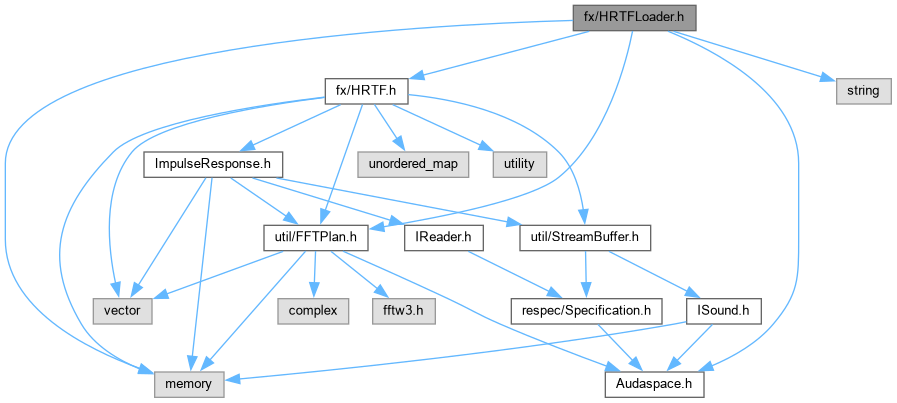 fx/HRTFLoader.h
fx/HRTF.h
string
ImpulseResponse.h
unordered_map
utility
util/FFTPlan.h
IReader.h
util/StreamBuffer.h
vector
complex
fftw3.h
respec/Specification.h
ISound.h
memory
Audaspace.h